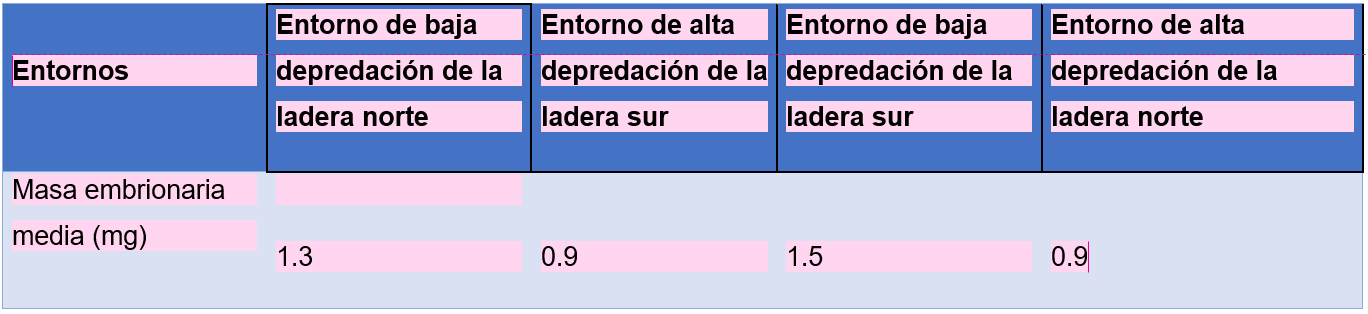 Entornos
Entorno de baja
depredación de la
ladera norte
Entorno de alta
depredación de la
ladera sur
Entorno de baja
depredación de la
ladera sur
Entorno de alta
depredación de la
ladera norte
Masa embrionaria
media (mg)
1.3
0.9
1.5
0.9